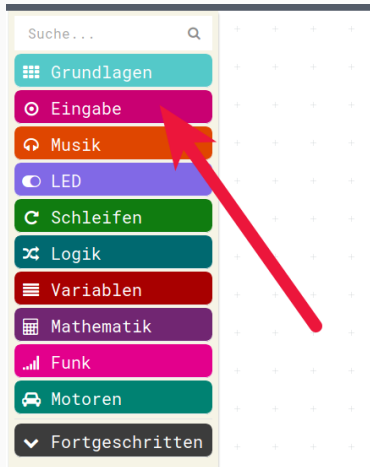 Suche...
Grundlagen
Eingabe
Musik
LED
Schleifen
Logik
Variablen
Mathematik
Funk
Motoren
Fortgeschritten